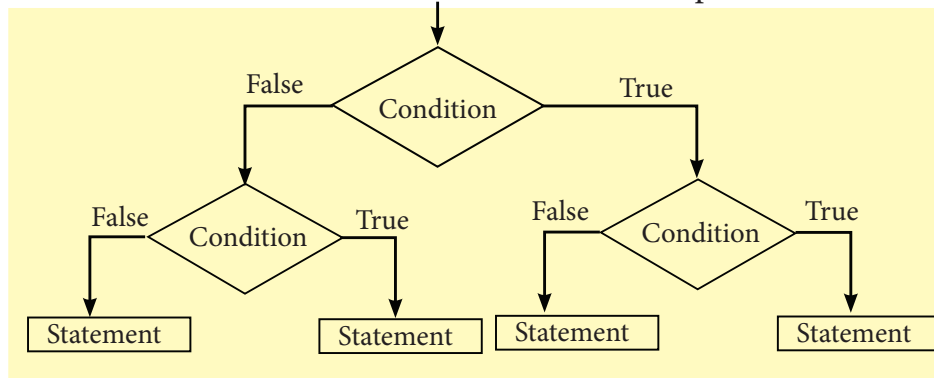 False
True
Condition
False
True
Condition
False
True
Condition
Statement
Statement
Statement
Statement